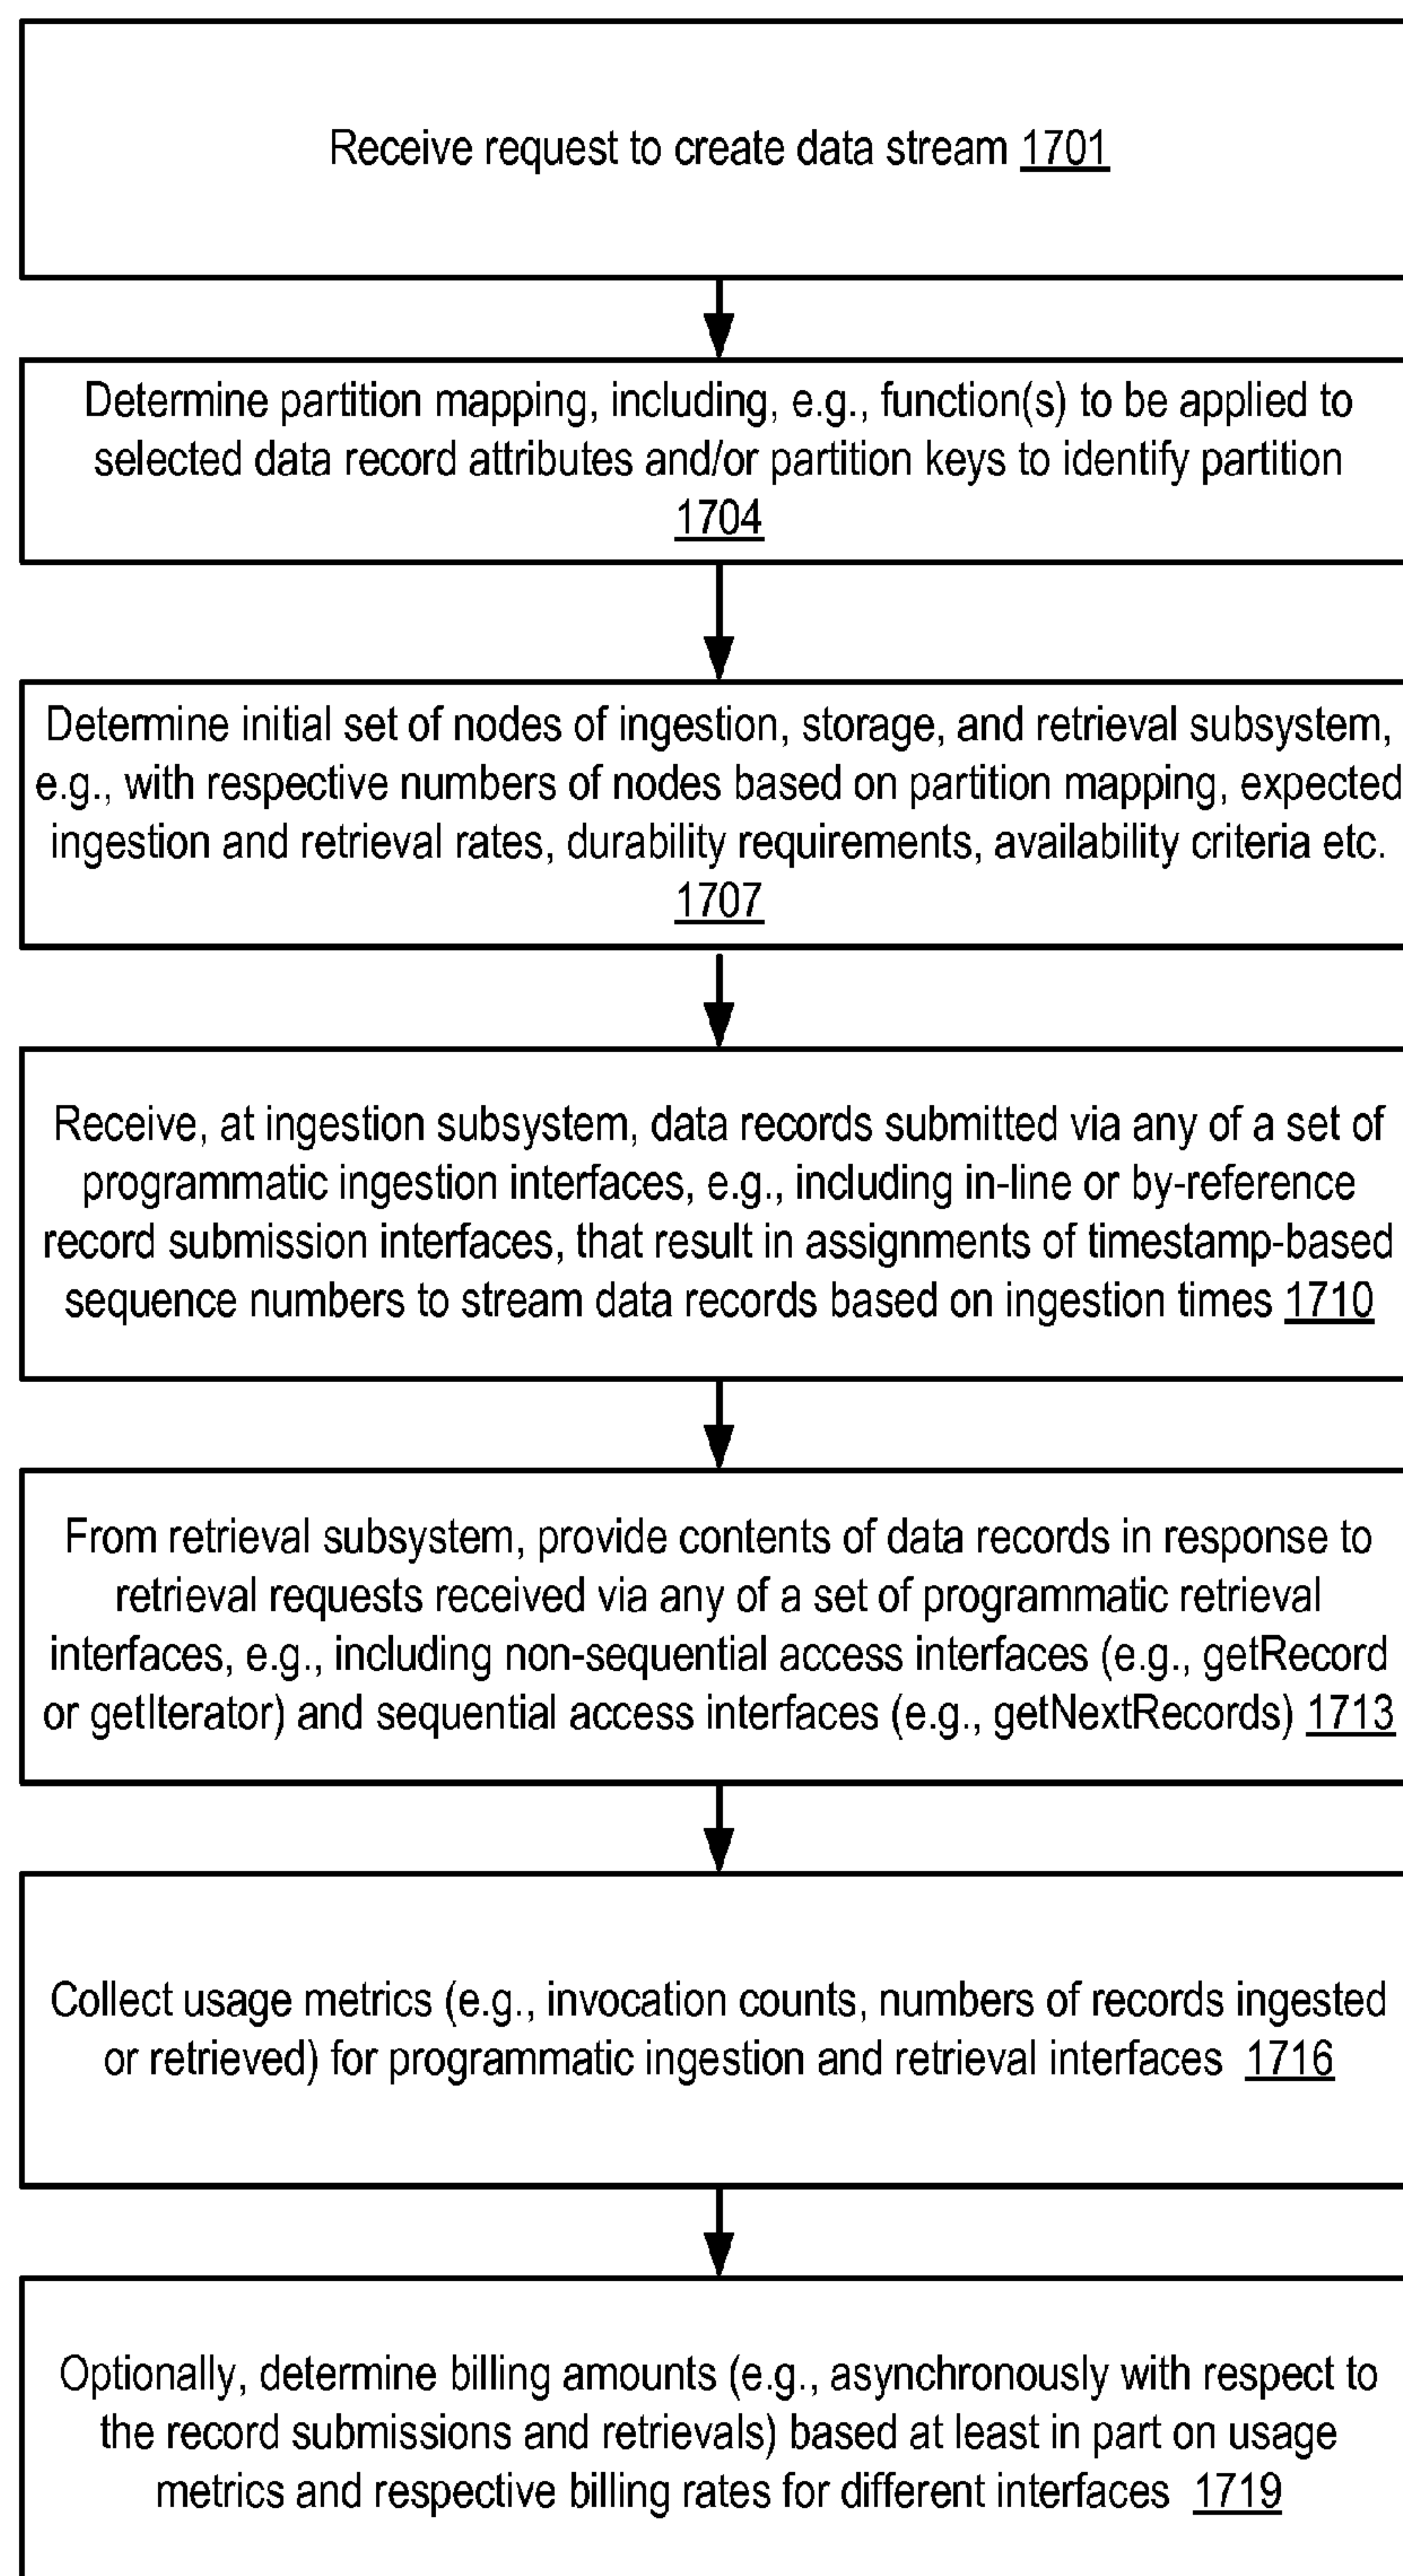 Receive request to create data stream 1701
Determine partition mapping, including, e.g., function(s) to be applied to
selected data record attributes and/or partition keys to identify partition
1704
Determine initial set of nodes of ingestion, storage, and retrieval subsystem,
e.g., with respective numbers of nodes based on partition mapping, expected
ingestion and retrieval rates, durability requirements, availability criteria etc.
1707
Receive, at ingestion subsystem, data records submitted via any of a set of
programmatic ingestion interfaces, e.g., including in-line or by-reference
record submission interfaces, that result in assignments of timestamp-based
sequence numbers to stream data records based on ingestion times 1710
From retrieval subsystem, provide contents of data records in response to
retrieval requests received via any of a set of programmatic retrieval
interfaces, e.g., including non-sequential access interfaces (e.g., getRecord
or getIterator) and sequential access interfaces (e.g., getNextRecords) 1713
Collect usage metrics (e.g., invocation counts, numbers of records ingested
or retrieved) for programmatic ingestion and retrieval interfaces 1716
Optionally, determine billing amounts (e.g., asynchronously with respect to
the record submissions and retrievals) based at least in part on usage
metrics and respective billing rates for different interfaces 1719